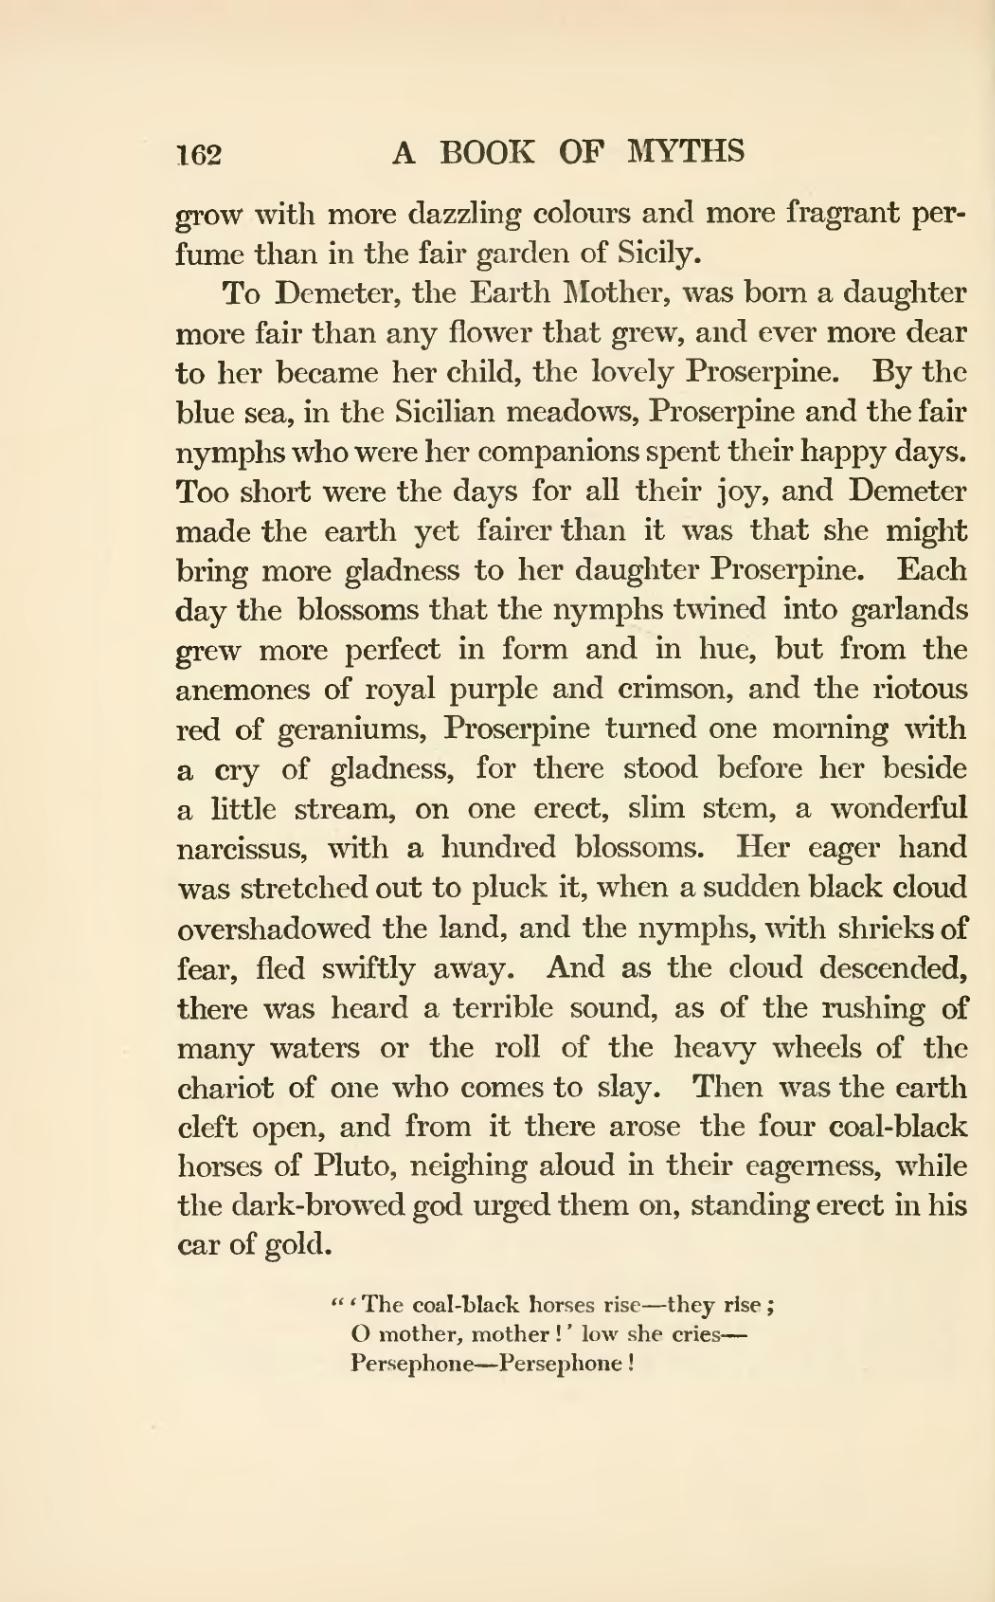 162 A BOOK OF MYTHS
grow with more dazzling colours and more fragrant per-
fume than in the fair garden of Sicily.
To Demeter, the Earth Mother, was born a daughter
more fair than any flower that grew, and ever more dear
to her became her child, the lovely Proserpine. By the
blue sea, in the Sicilian meadows, Proserpine and the fair
nymphs who were her companions spent their happy days.
Too short were the days for all their joy, and Demeter
made the earth yet fairer than it was that she might
bring more gladness to her daughter Proserpine. Each
day the blossoms that the nymphs twined into garlands
grew more perfect in form and in hue, but from the
anemones of royal purple and crimson, and the riotous
red of geraniums, Proserpine turned one morning with
a cry of gladness, for there stood before her beside
a little stream, on one erect, slim stem, a wonderful
narcissus, with a hundred blossoms. Her eager hand
was stretched out to pluck it, when a sudden black cloud
overshadowed the land, and the nymphs, with shrieks of
fear, fled swiftly away. And as the cloud descended,
there was heard a terrible sound, as of the rushing of
many waters or the roll of the heavy wheels of the
chariot of one who comes to slay. Then was the earth
cleft open, and from it there arose the four coal-black
horses of Pluto, neighing aloud in their eagerness, while
the dark-browed god urged them on, standing erect in his
car of gold.
“ ‘ The coal-black horses rise—they rise ;
O mother, mother ! ’ low she cries—
Persephone—Persephone !